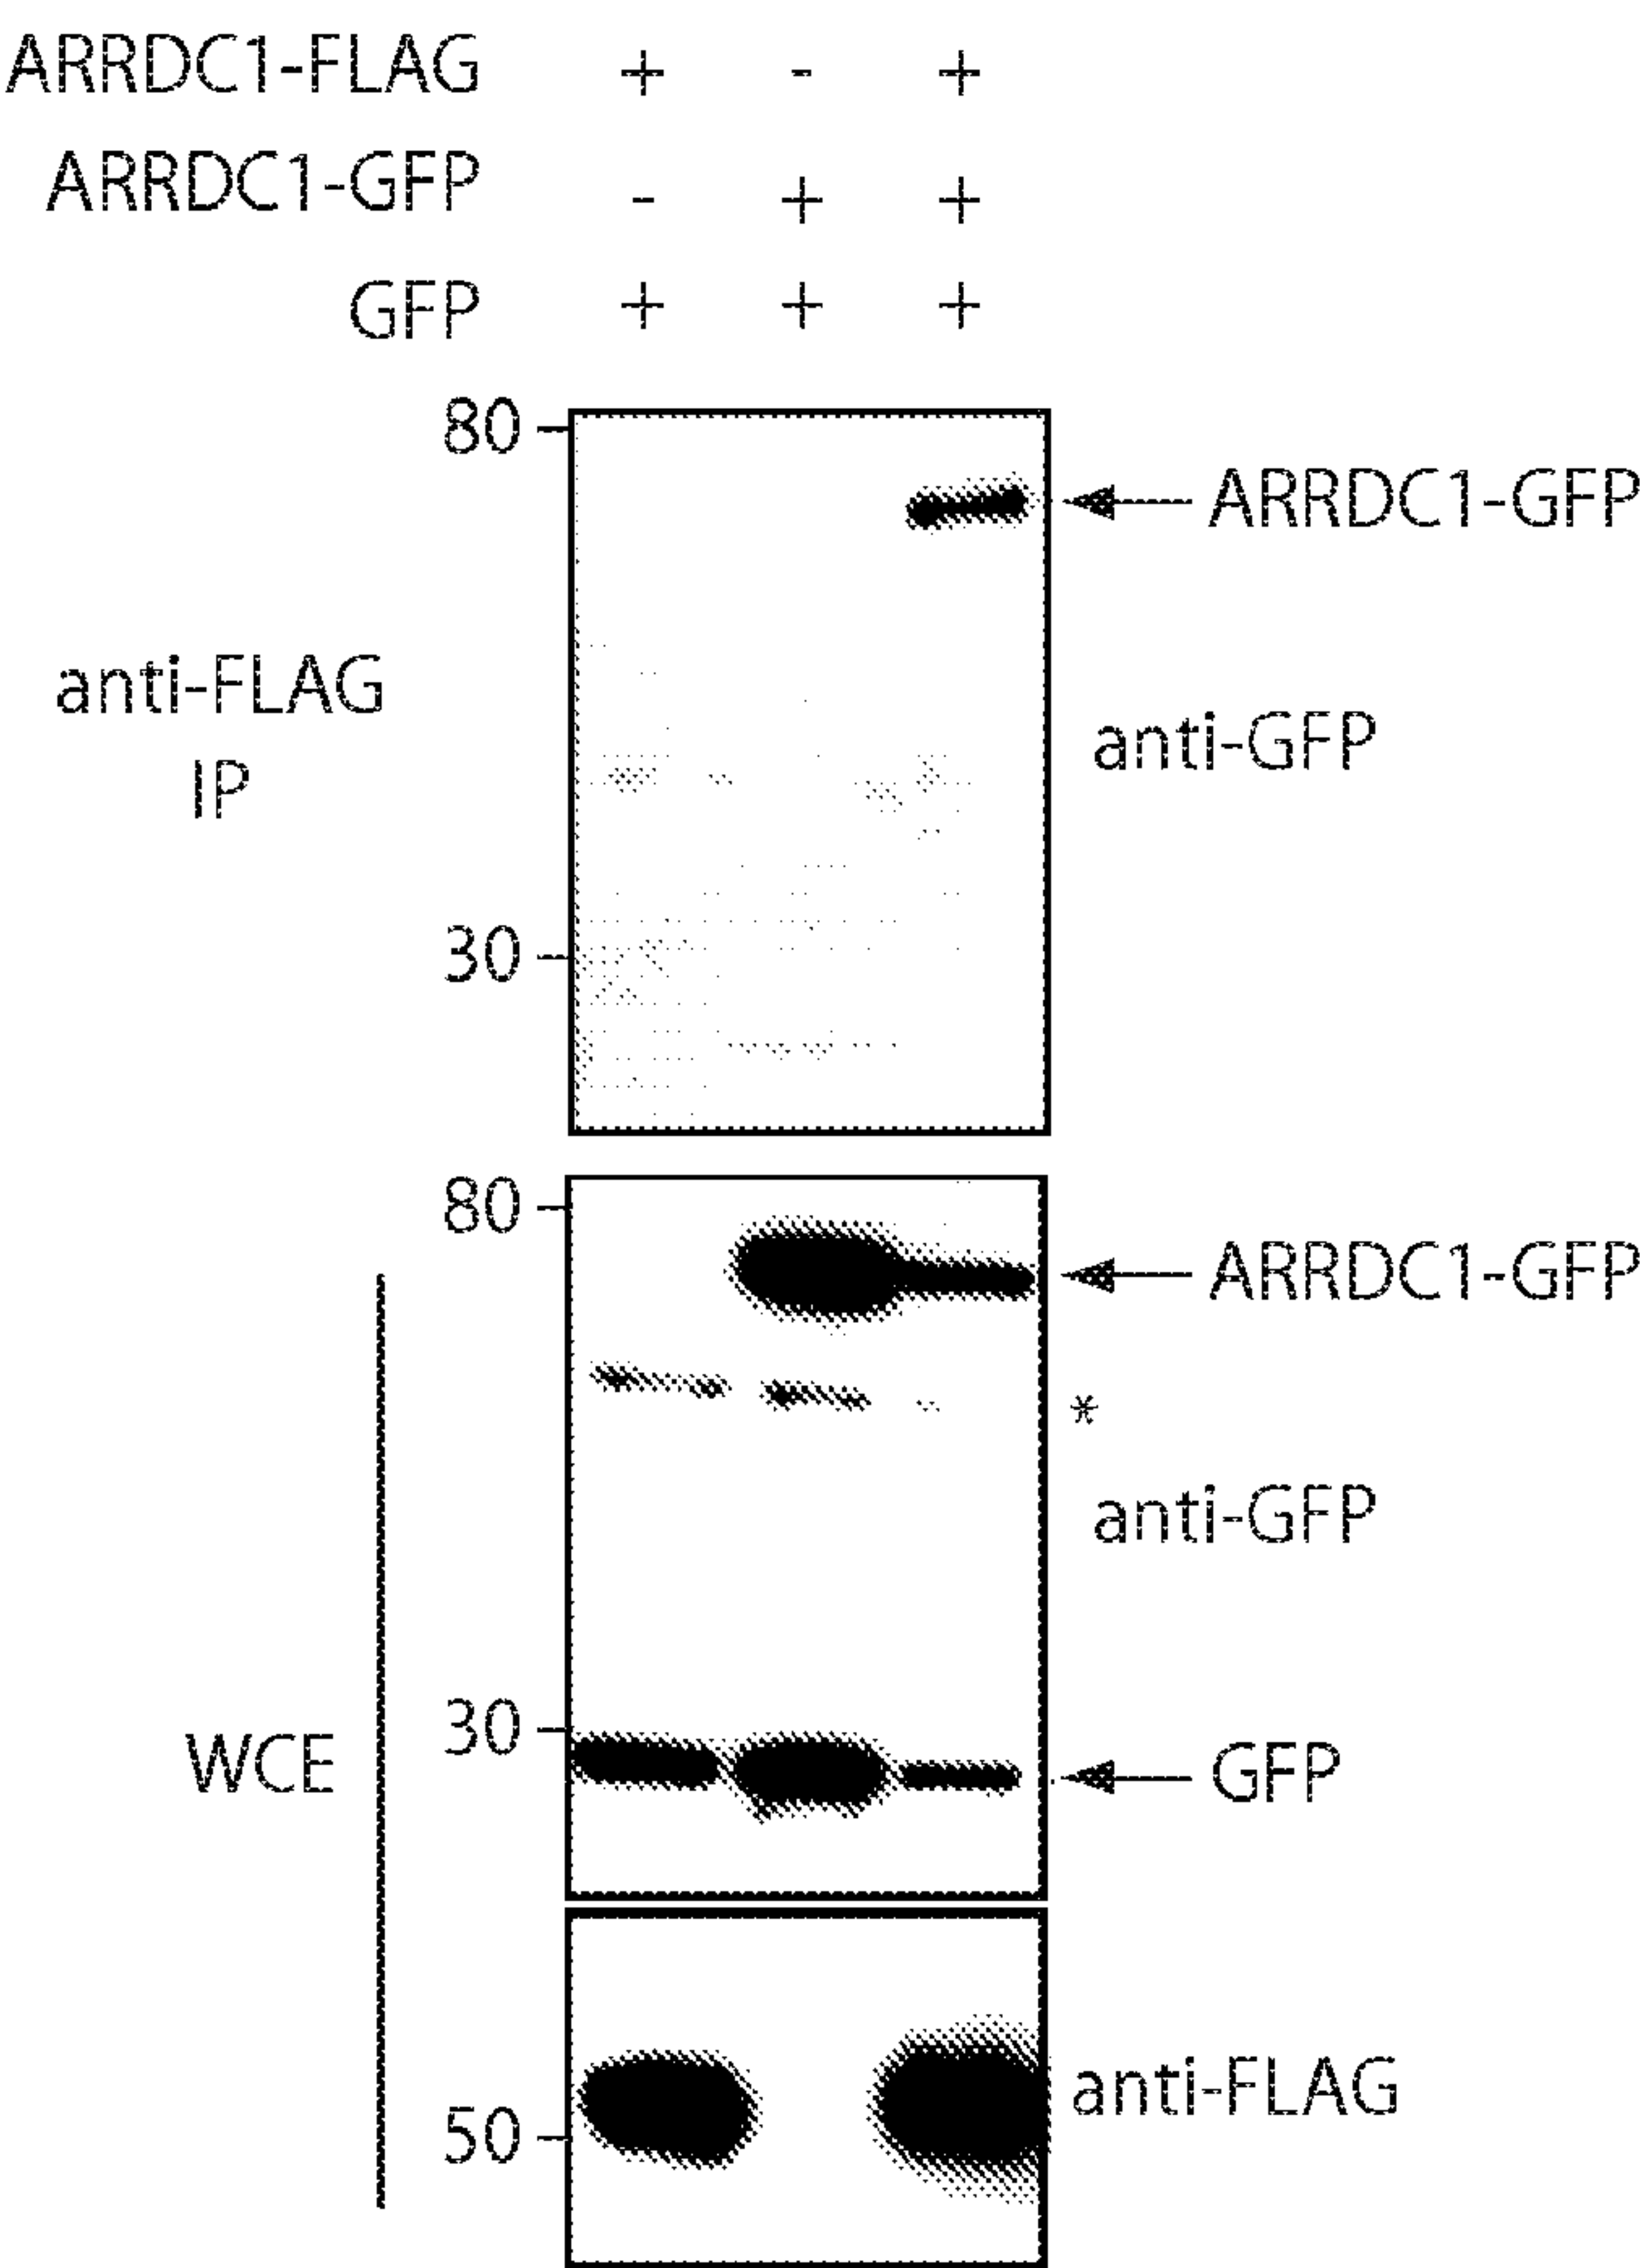 ARRDC1-FLAG + - +
ARRDC1-GFP - + +
GFP + + +
80
ARRDC1-GFP
anti-FLAG
IP
anti-GFP
30
80
ARRDC1-GFP
*
anti-GFP
30
WCE
GFP
anti-FLAG
50